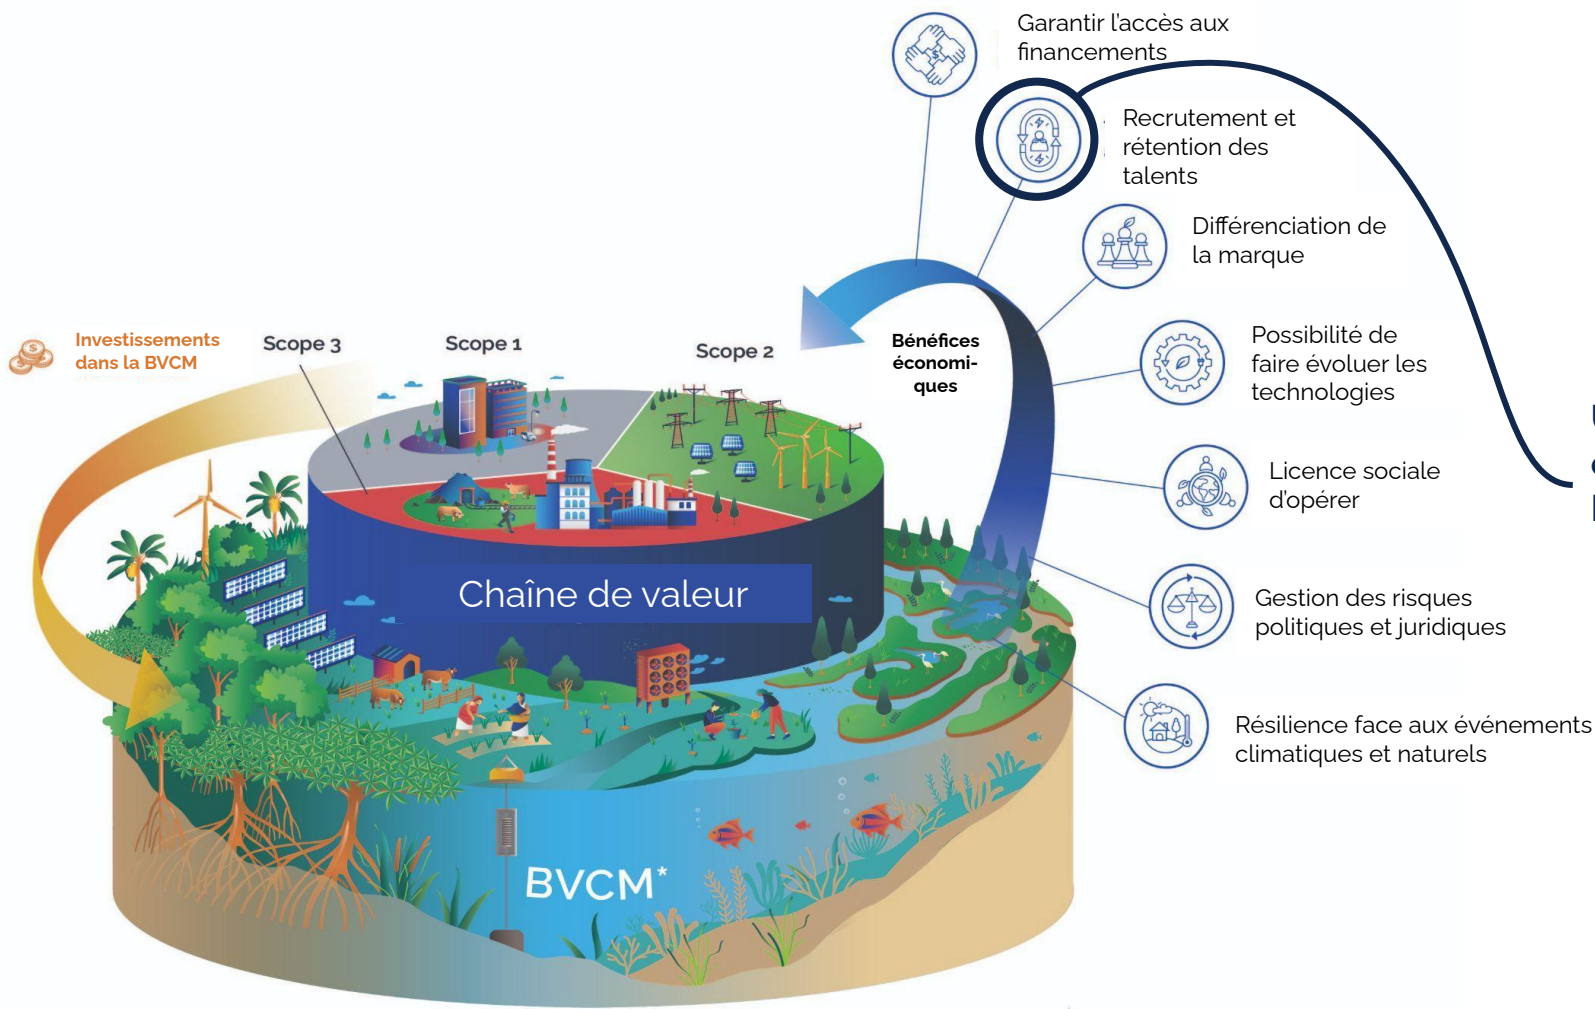 Garantir l'accès aux
financements
Recrutement et
rétention des
talents
Différenciation de
la marque
Possibilité de
faire évoluer les
technologies
Licence sociale
d'opérer
Gestion des risques
politiques et juridiques
Résilience face aux événements
climatiques et naturels
Investissements
dans la BVCM
Scope 3
Scope 1
Scope 2
Bénéfices
économi-
ques
Chaîne de valeur
BVCM*